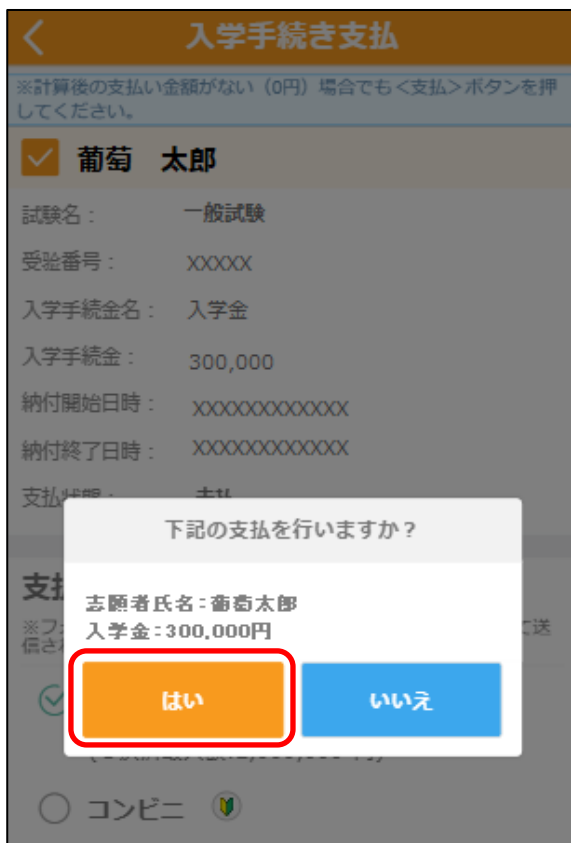 入学手続き支払
※計算後の支払い金額がない（0円）場合でも<支払>ボタンを押
してください。
葡萄　太郎
試験名： 一般試験
受験番号： XXXXX
入学手続金名： 入学金
入学手続金： 300,000
納付開始日時： XXXXXXXXXXXX
納付終了日時： XXXXXXXXXXXX
下記の支払を行いますか？
志願者氏名：葡萄太郎
入学金：300,000円
はい いいえ
コンビニ